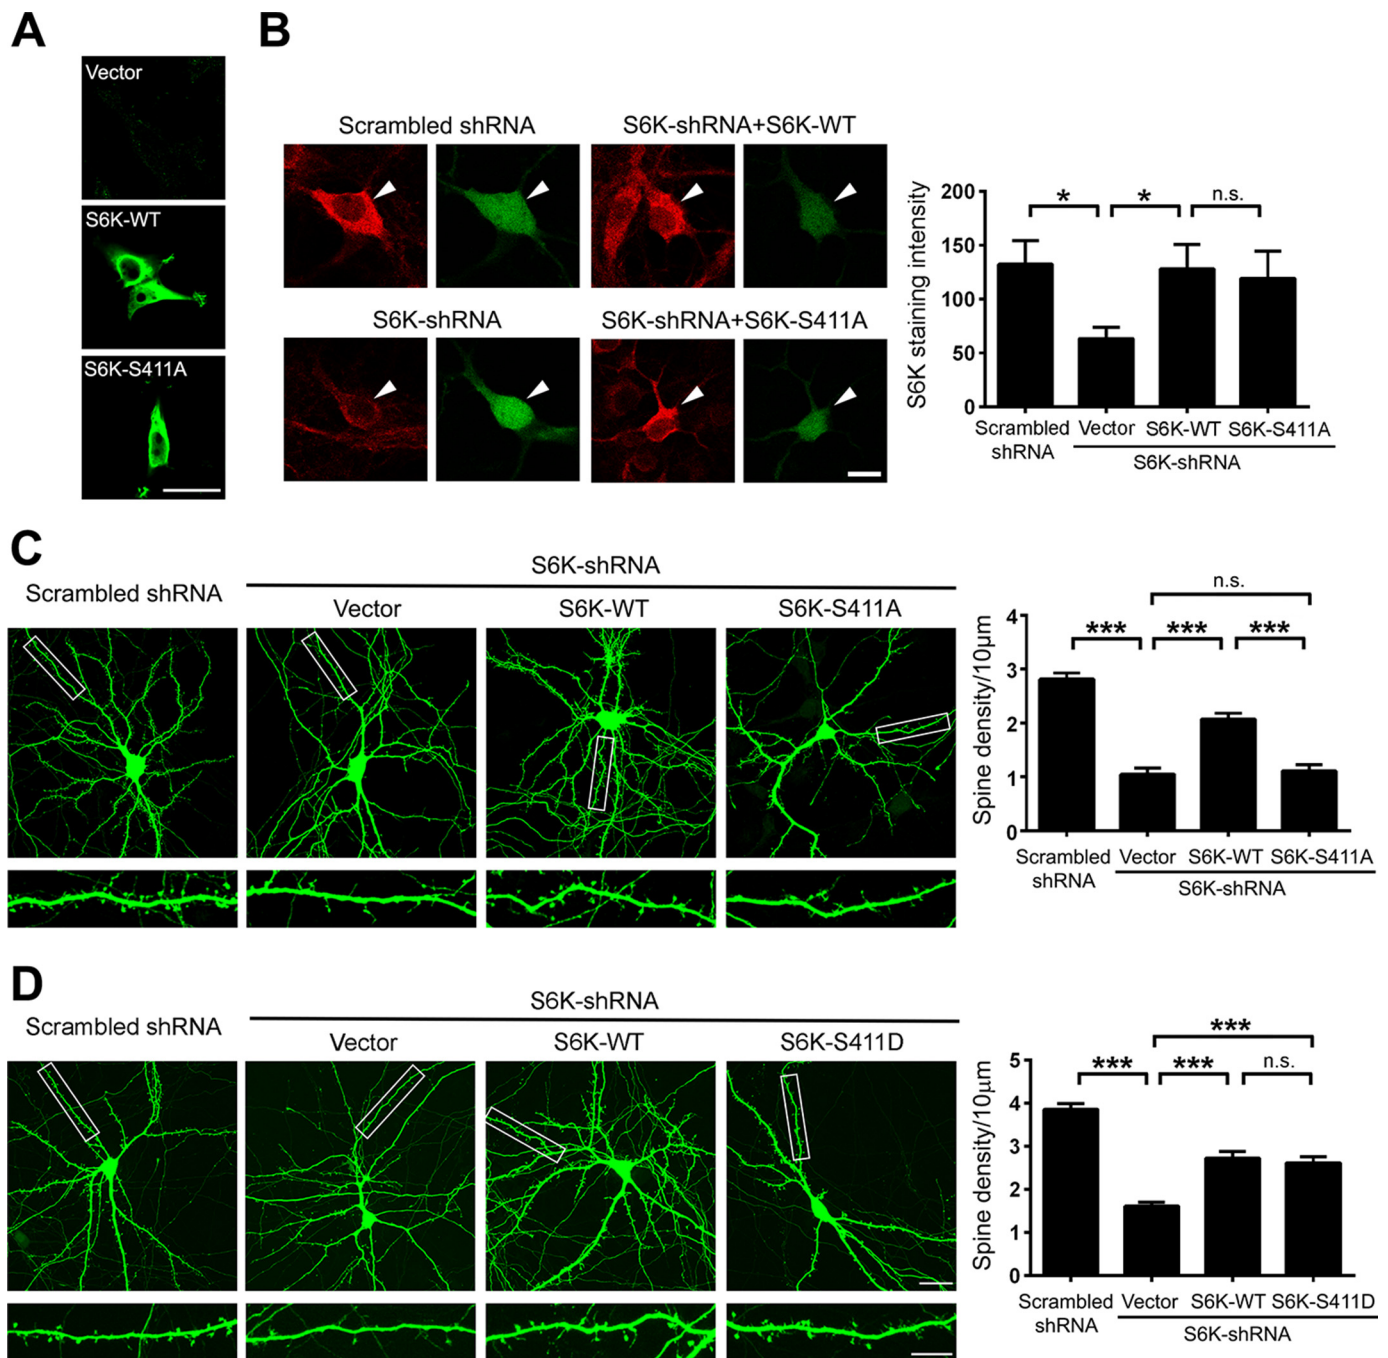 A
Vector
S6K-WT
S6K-S411A
B
Scrambled shRNA
S6K-shRNA+S6K-WT
S6K-shRNA
S6K-shRNA+S6K-S411A
S6K staining intensity
200
150
100
50
0
*
*
n.s.
Scrambled
shRNA
Vector
S6K-WT
S6K-S411A
S6K-shRNA
C
Scrambled shRNA
S6K-shRNA
Vector
S6K-WT
S6K-S411A
Spine density/10µm
4
3
2
1
0
n.s.
***
***
***
Scrambled
shRNA
Vector
S6K-WT
S6K-S411A
S6K-shRNA
D
Scrambled shRNA
S6K-shRNA
Vector
S6K-WT
S6K-S411D
Spine density/10µm
5
4
3
2
1
0
***
***
***
n.s.
Scrambled
shRNA
Vector
S6K-WT
S6K-S411D
S6K-shRNA